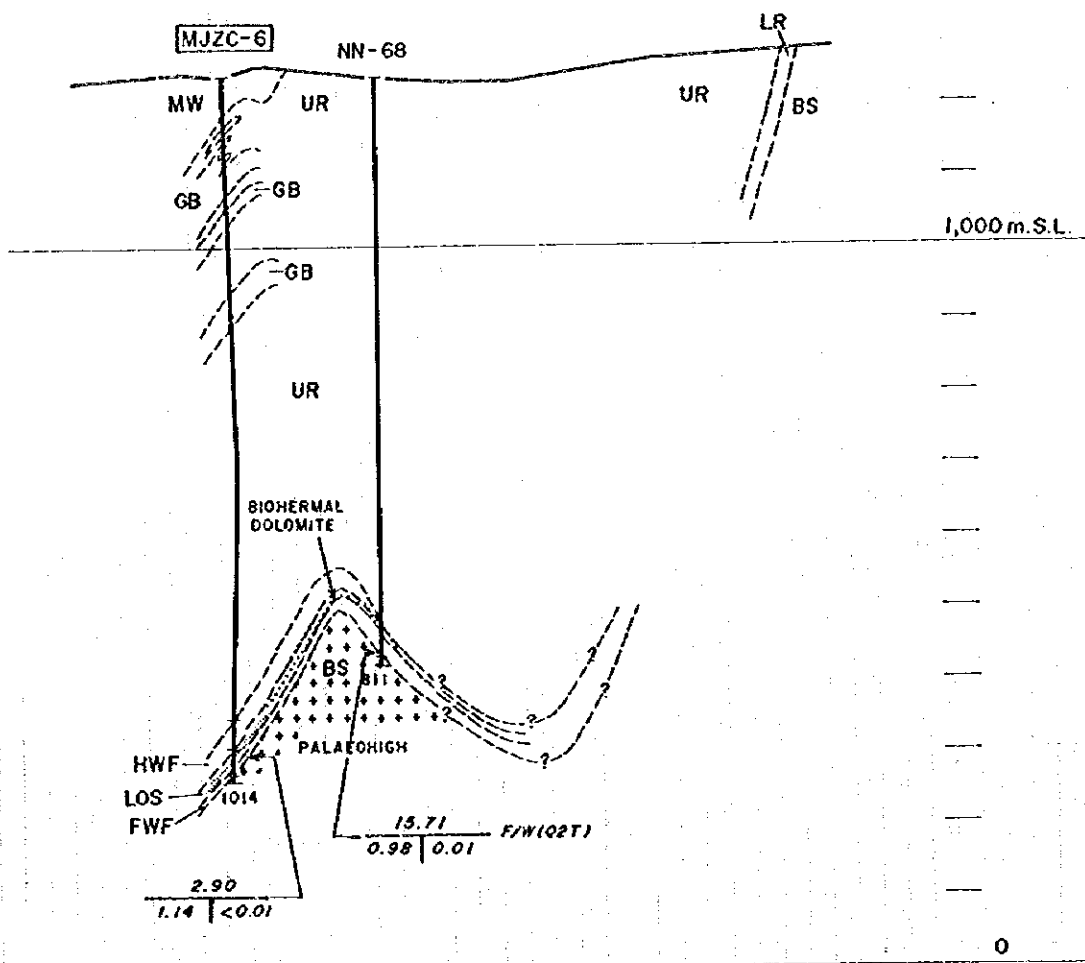 MJZC-6
NN-68
LR
MW
UR
UR
BS
GB
GB
1,000 m. S.L.
GB
UR
BIOHERMAL
DOLOMITE
BS
811
PALAEOHIGH
HWF
LOS
1014
FWF
15.71
F/W(Q2T)
0.98 0.01
2.90
1.14 <0.01
?
?
?
?
?
0